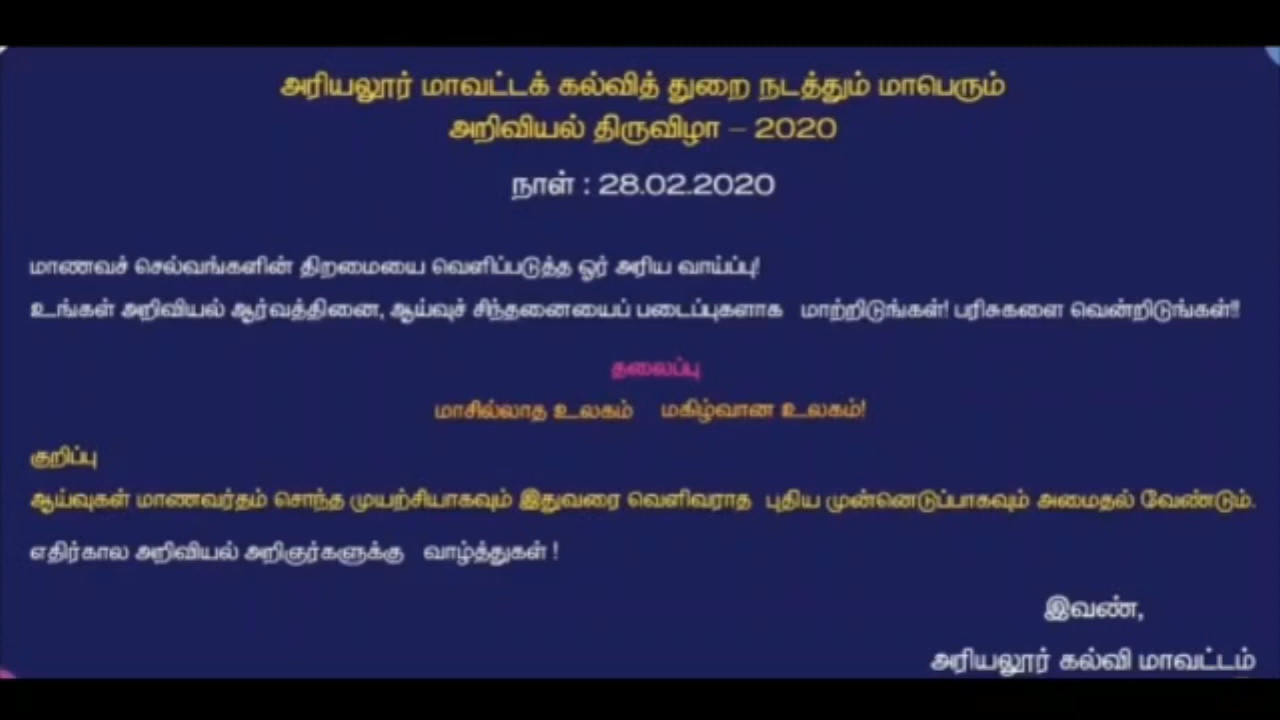 அரியலூர் மாவட்டக் கல்வித் துறை நடத்தும் மாபெரும்
அறிவியல் திருவிழா – 2020
நாள் : 28.02.2020
மாணவச் செல்வங்களின் திறமையை வெளிப்படுத்த ஓர் அரிய வாய்ப்பு!
உங்கள் அறிவியல் ஆர்வத்தினை, ஆய்வுச் சிந்தனையைப் படைப்புகளாக மாற்றிடுங்கள்! பரிசுகளை வென்றிடுங்கள்!!
தலைப்பு
மாசில்லாத உலகம் மகிழ்வான உலகம்!
குறிப்பு
ஆய்வுகள் மாணவர்தம் சொந்த முயற்சியாகவும் இதுவரை வெளிவராத புதிய முன்னெடுப்பாகவும் அமைதல் வேண்டும்.
எதிர்கால அறிவியல் அறிஞர்களுக்கு வாழ்த்துகள் !
இவண்,
அரியலூர் கல்வி மாவட்டம்